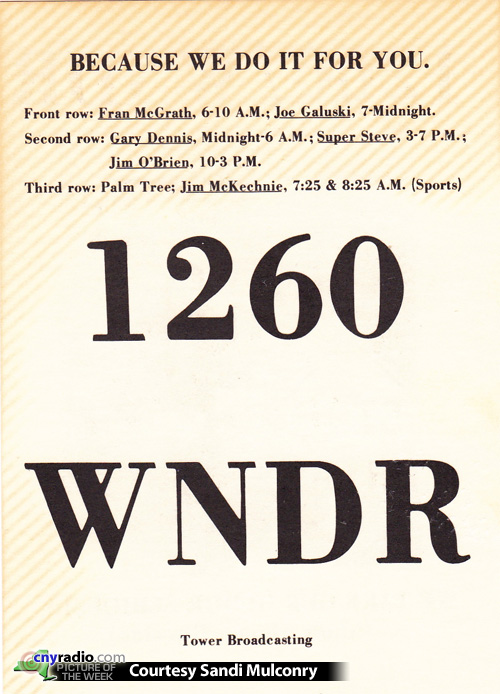 BECAUSE WE DO IT FOR YOU.
Front row: Fran McGrath, 6-10 A.M.; Joe Galuski, 7-Midnight.
Second row: Gary Dennis, Midnight-6 A.M.; Super Steve, 3-7 P.M.;
Jim O'Brien, 10-3 P.M.
Third row: Palm Tree; Jim McKechnie, 7:25 & 8:25 A.M. (Sports)
1260
WNDR
Tower Broadcasting
cnyradio.com
PICTURE OF
THE WEEK
Courtesy Sandi Mulconry